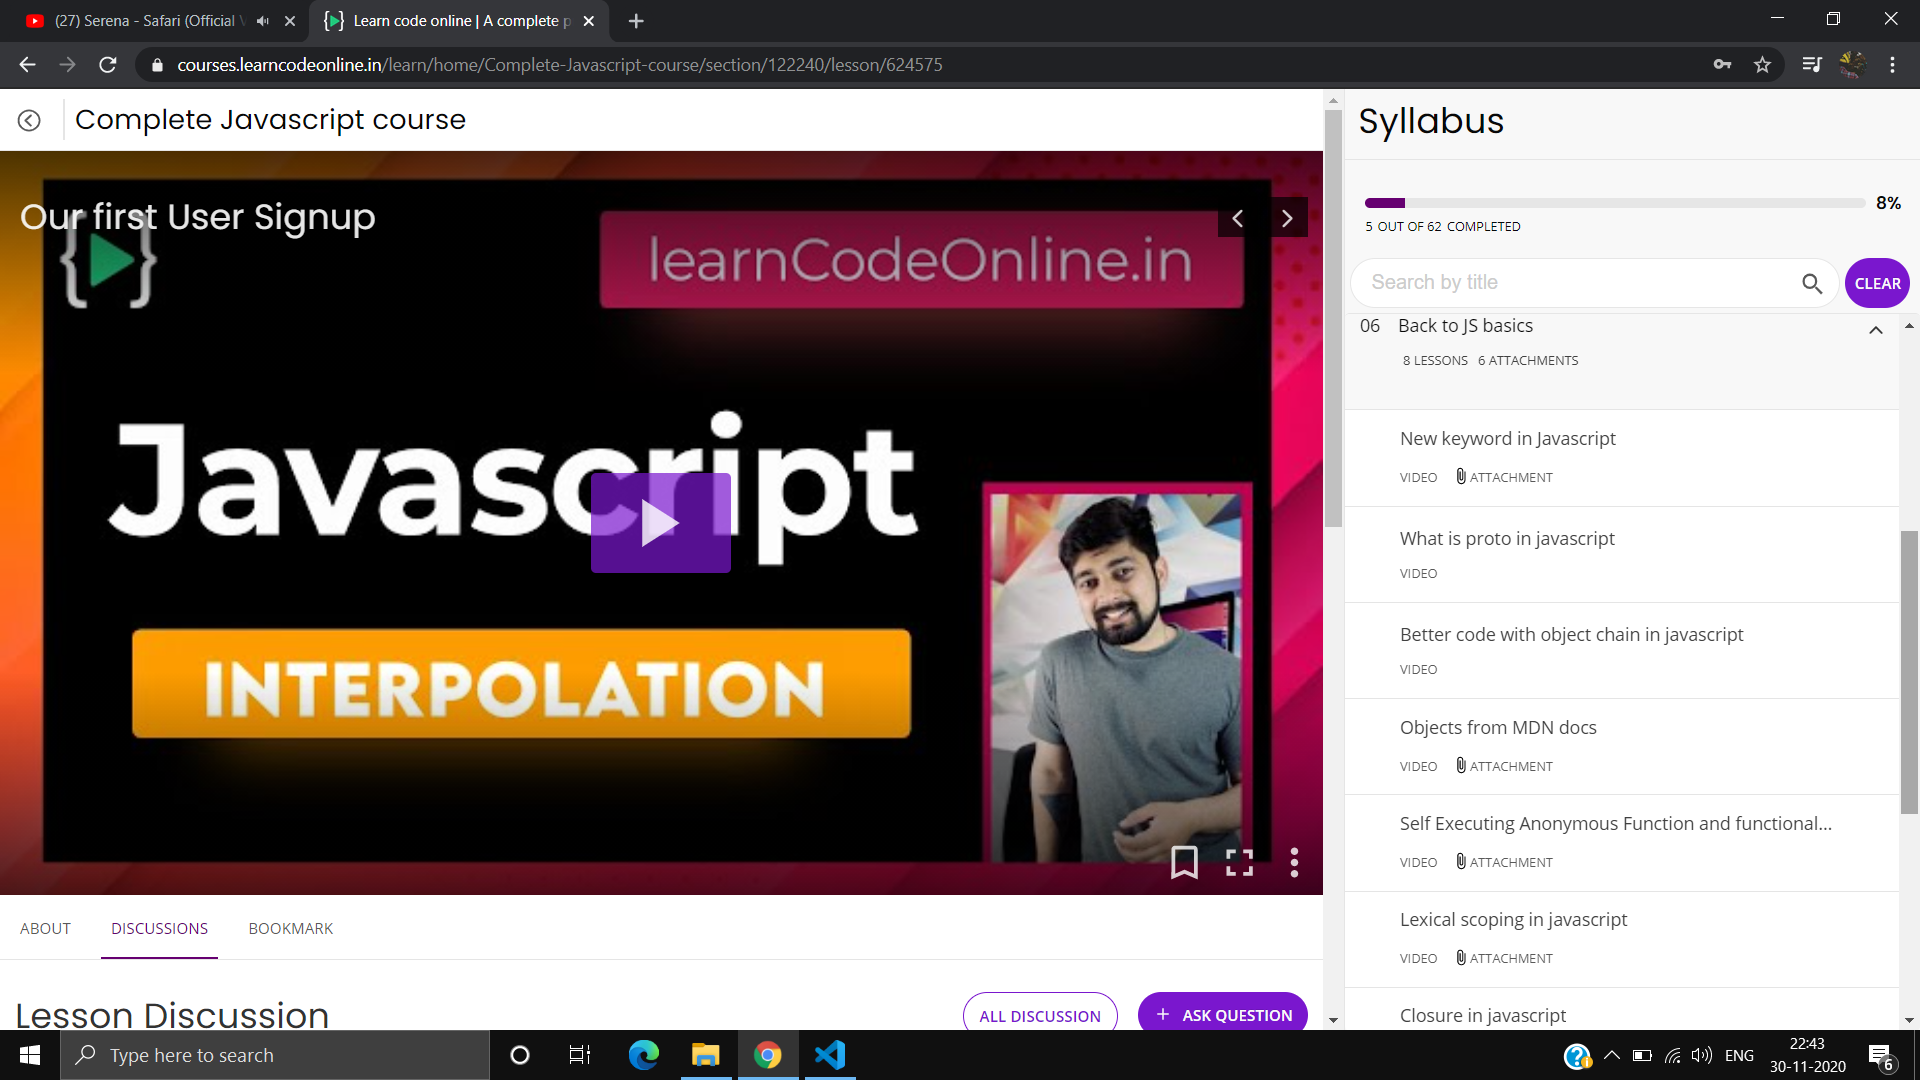 (27) Serena - Safari (Official V
Learn code online | A complete p
courses.learncodeonline.in/learn/home/Complete-Javascript-course/section/122240/lesson/624575
Complete Javascript course
Our first User Signup
learnCodeOnline.in
Javascript
INTERPOLATION
ABOUT
DISCUSSIONS
BOOKMARK
Lesson Discussion
ALL DISCUSSION
+ ASK QUESTION
Syllabus
8%
5 OUT OF 62 COMPLETED
Search by title
CLEAR
06 Back to JS basics
8 LESSONS 6 ATTACHMENTS
New keyword in Javascript
VIDEO ATTACHMENT
What is proto in javascript
VIDEO
Better code with object chain in javascript
VIDEO
Objects from MDN docs
VIDEO ATTACHMENT
Self Executing Anonymous Function and functional...
VIDEO ATTACHMENT
Lexical scoping in javascript
VIDEO ATTACHMENT
Closure in javascript
Type here to search
ENG
22:43
30-11-2020
6